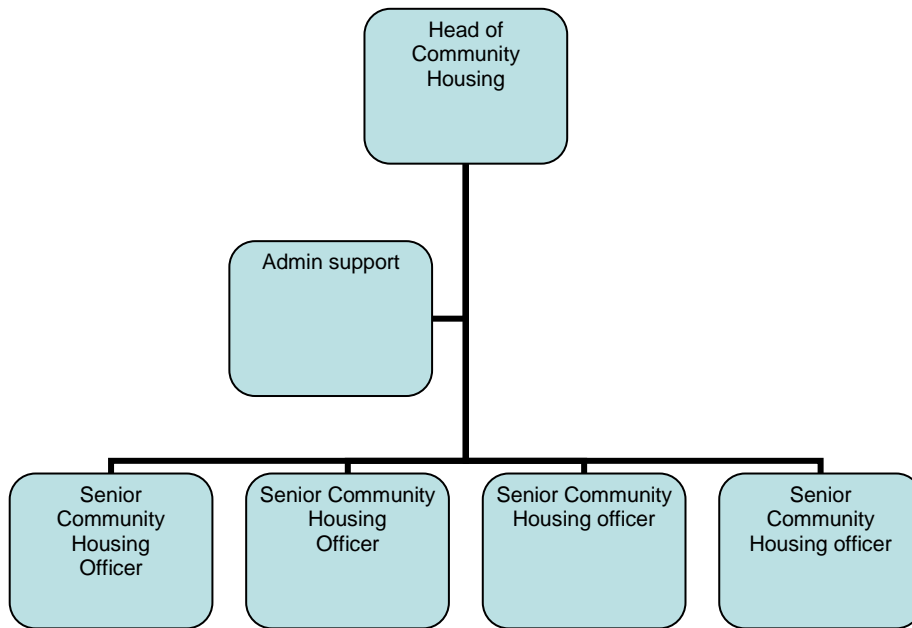 Head of
Community
Housing
Admin support
Senior
Community
Housing
Officer
Senior Community
Housing
Officer
Senior Community
Housing officer
Senior
Community
Housing officer